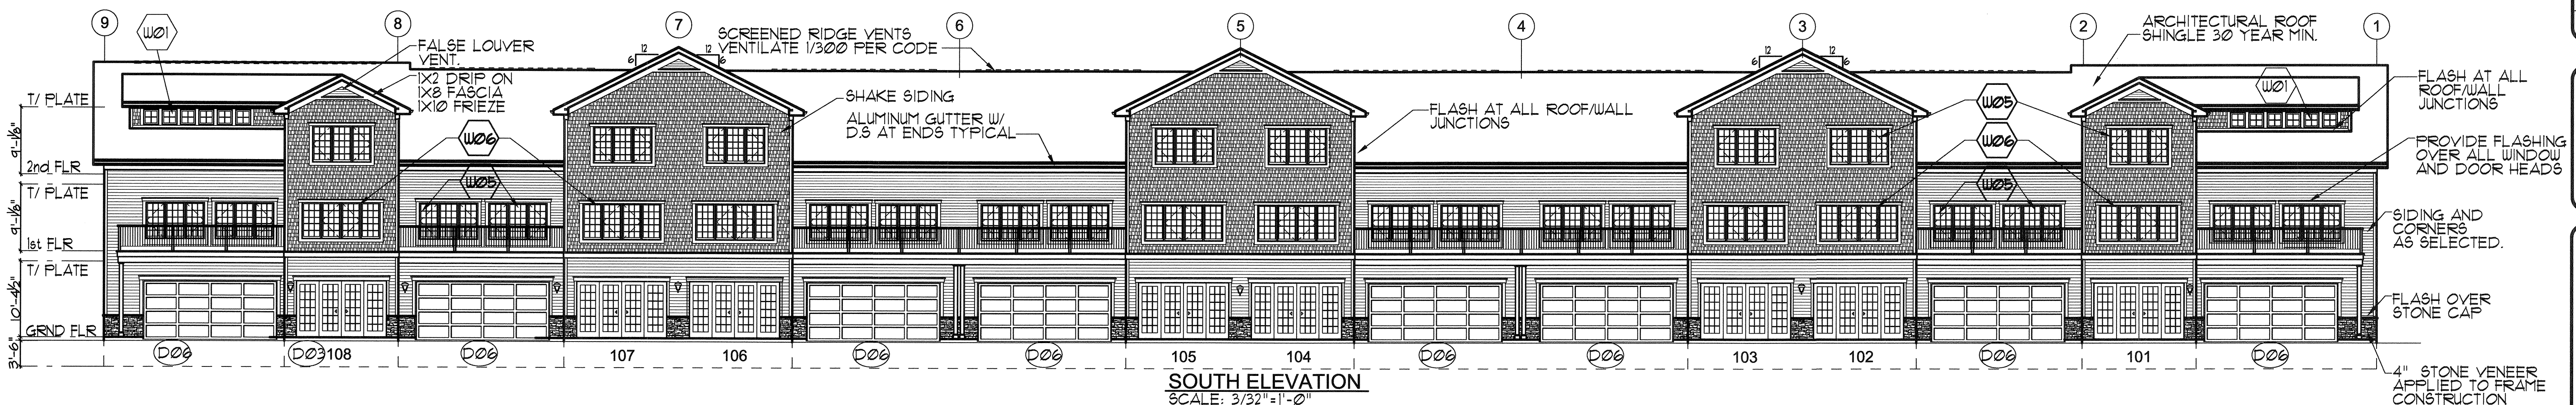 9
8
7
6
5
4
3
2
1
W01
FALSE LOUVER
VENT.
1X2 DRIP ON
1X8 FASCIA
1X10 FRIEZE
12
6
12
6
SCREENED RIDGE VENTS
VENTILATE 1/300 PER CODE
12
6
12
6
ARCHITECTURAL ROOF
SHINGLE 30 YEAR MIN.
SHAKE SIDING
ALUMINUM GUTTER W/
D.S AT ENDS TYPICAL
FLASH AT ALL ROOF/WALL
JUNCTIONS
W05
W06
W05
W01
FLASH AT ALL
ROOF/WALL
JUNCTIONS
PROVIDE FLASHING
OVER ALL WINDOW
AND DOOR HEADS
W06
W05
SIDING AND
CORNERS
AS SELECTED.
FLASH OVER
STONE CAP
4" STONE VENEER
APPLIED TO FRAME
CONSTRUCTION
T/ PLATE
9'-1⅛"
2nd FLR
T/ PLATE
9'-1⅛"
1st FLR
T/ PLATE
10'-4½"
GRND FLR
3'-6"
D06
D03
108
D06
107
106
D06
D06
105
104
D06
D06
103
102
D06
101
D06
SOUTH ELEVATION
SCALE: 3/32"=1'-0"